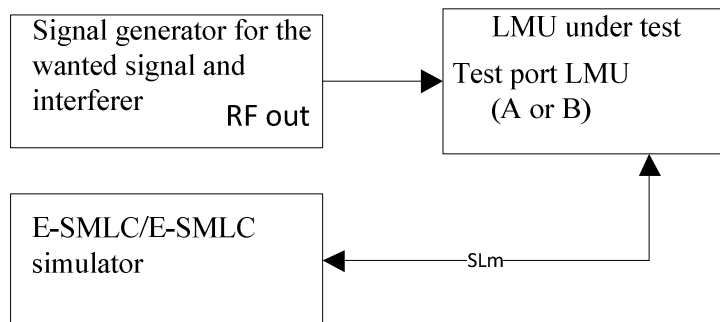 Signal generator for the
wanted signal and
interferer
RF out
LMU under test
Test port LMU
(A or B)
E-SMLC/E-SMLC
simulator
SLm